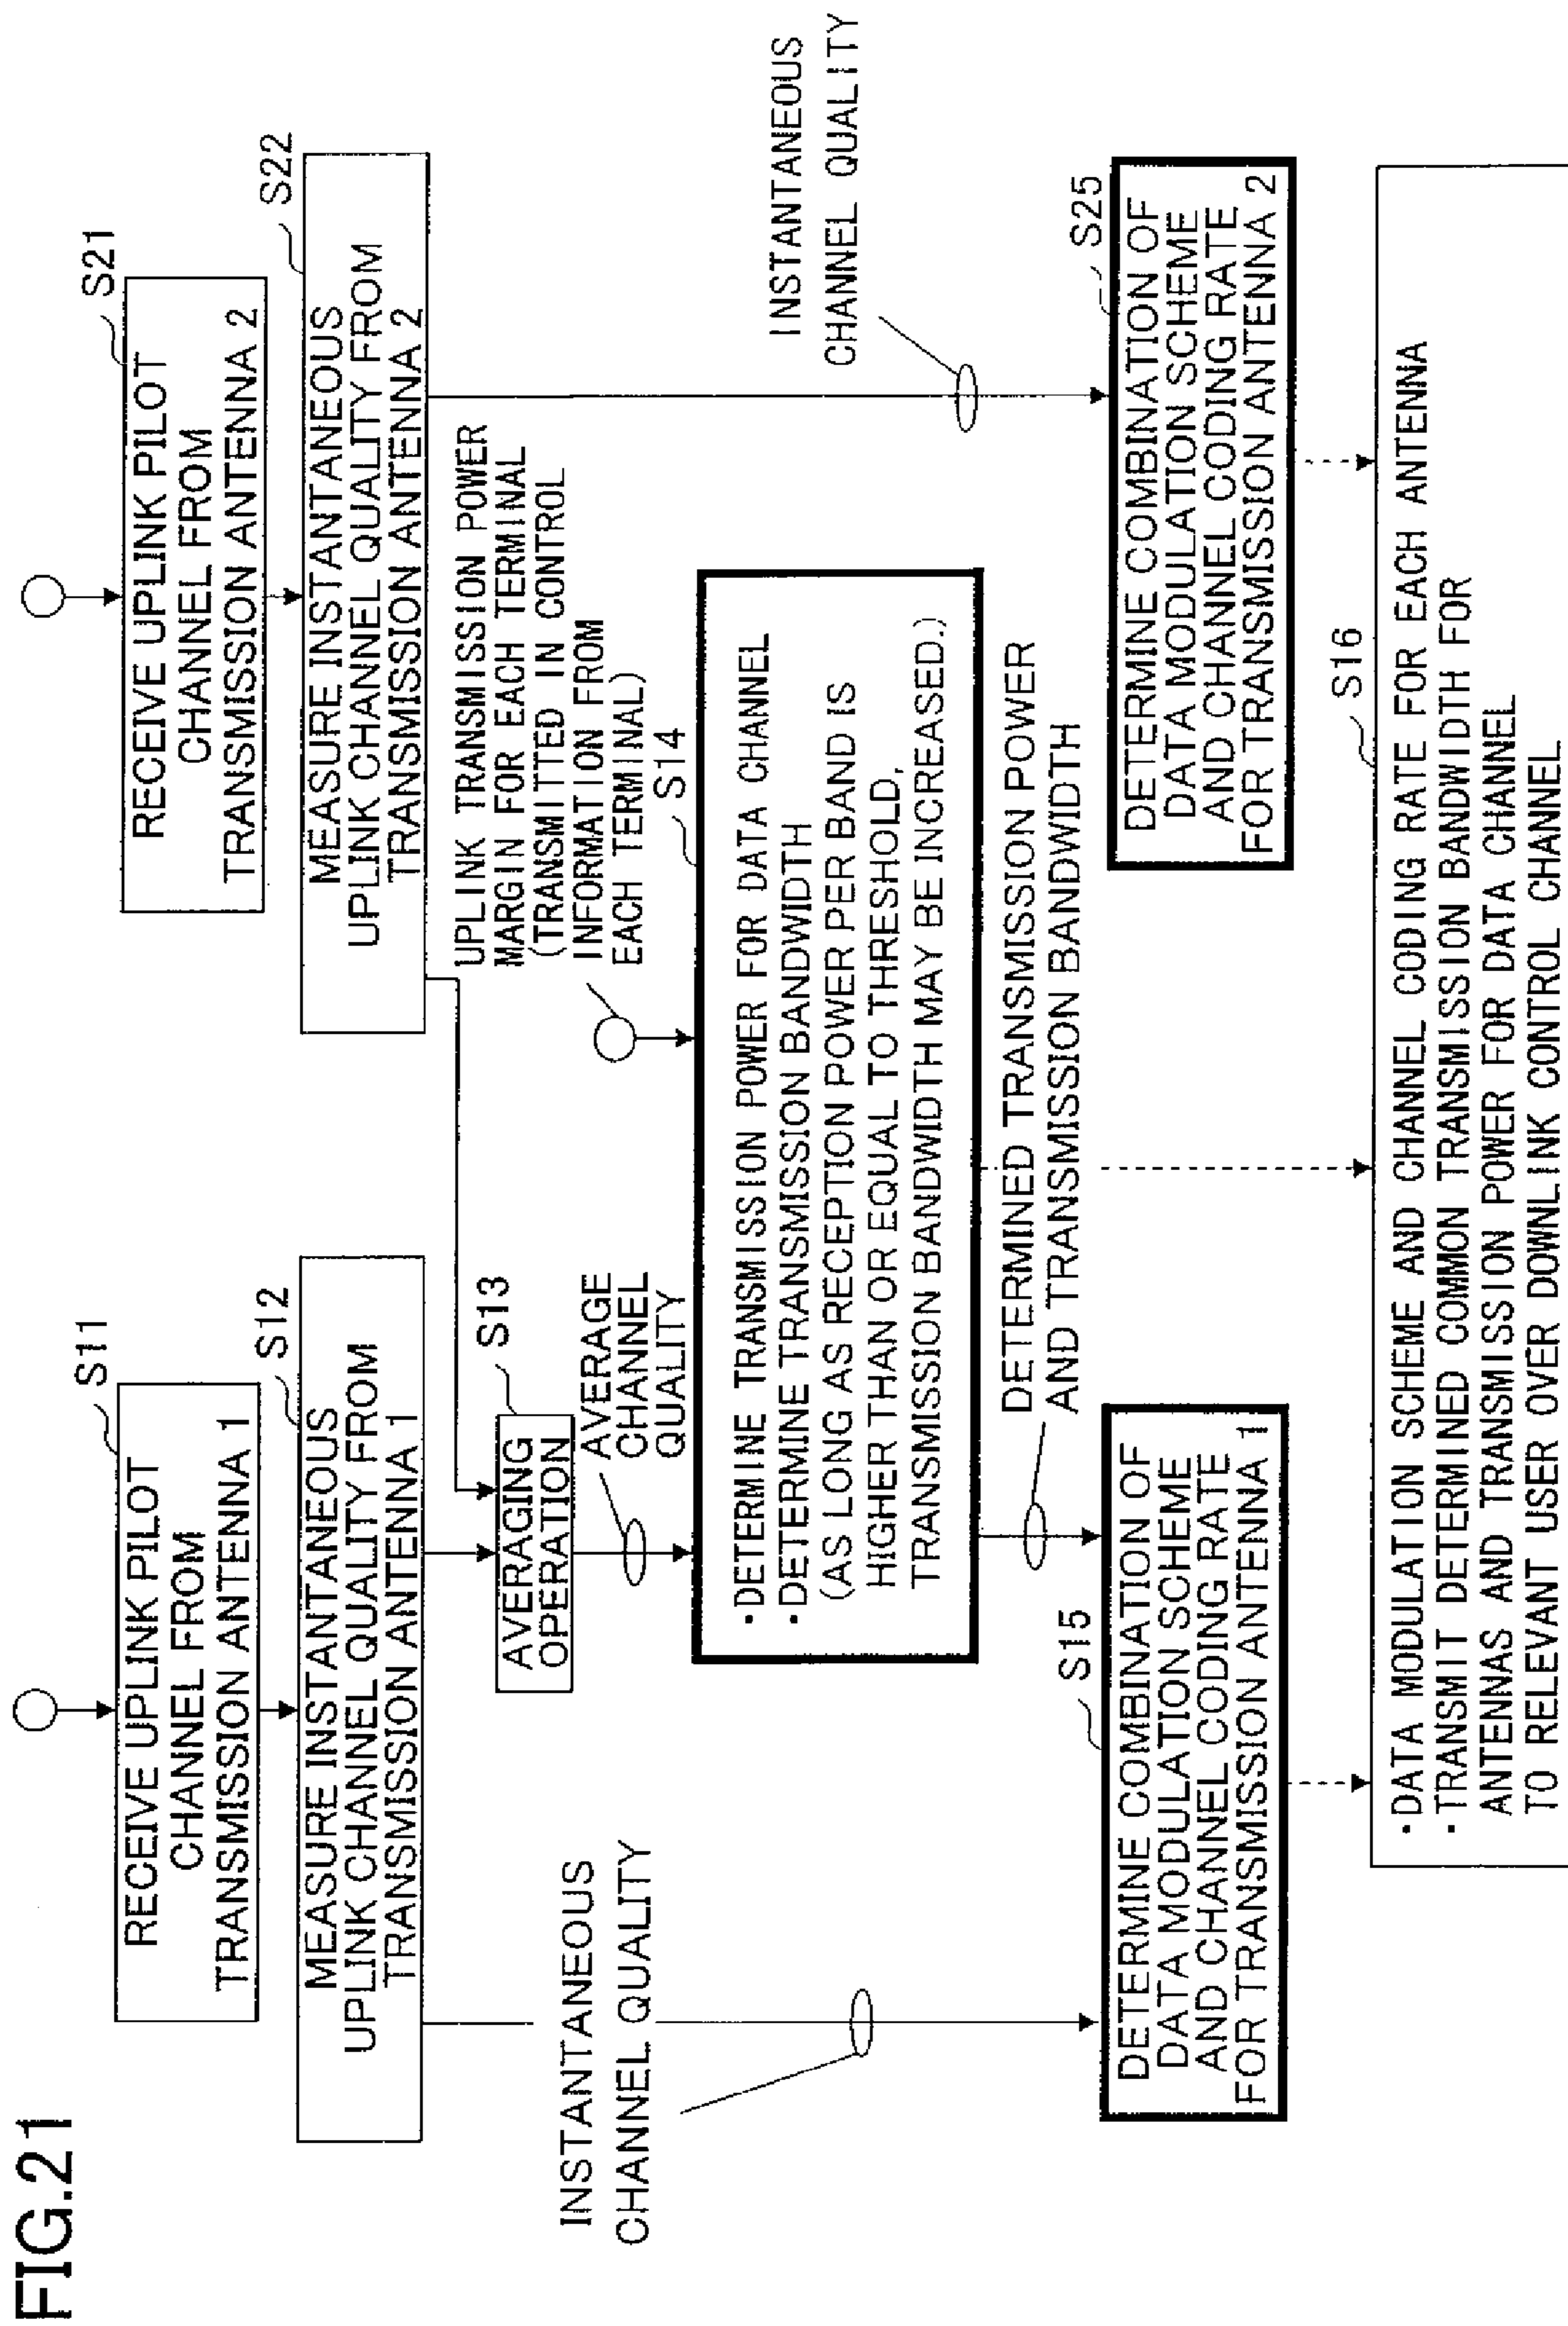 FIG.21
S11
RECEIVE UPLINK PILOT
CHANNEL FROM
TRANSMISSION ANTENNA 1
S21
RECEIVE UPLINK PILOT
CHANNEL FROM
TRANSMISSION ANTENNA 2
S12
MEASURE INSTANTANEOUS
UPLINK CHANNEL QUALITY FROM
TRANSMISSION ANTENNA 1
S22
MEASURE INSTANTANEOUS
UPLINK CHANNEL QUALITY FROM
TRANSMISSION ANTENNA 2
S13
AVERAGING
OPERATION
UPLINK TRANSMISSION POWER
MARGIN FOR EACH TERMINAL
(TRANSMITTED IN CONTROL
INFORMATION FROM
EACH TERMINAL)
INSTANTANEOUS
CHANNEL QUALITY
AVERAGE
CHANNEL
QUALITY
S14
INSTANTANEOUS
CHANNEL QUALITY
・DETERMINE TRANSMISSION POWER FOR DATA CHANNEL
・DETERMINE TRANSMISSION BANDWIDTH
(AS LONG AS RECEPTION POWER PER BAND IS
HIGHER THAN OR EQUAL TO THRESHOLD,
TRANSMISSION BANDWIDTH MAY BE INCREASED.)
DETERMINED TRANSMISSION POWER
AND TRANSMISSION BANDWIDTH
S15
DETERMINE COMBINATION OF
DATA MODULATION SCHEME
AND CHANNEL CODING RATE
FOR TRANSMISSION ANTENNA 1
S25
DETERMINE COMBINATION OF
DATA MODULATION SCHEME
AND CHANNEL CODING RATE
FOR TRANSMISSION ANTENNA 2
S16
・DATA MODULATION SCHEME AND CHANNEL CODING RATE FOR EACH ANTENNA
・TRANSMIT DETERMINED COMMON TRANSMISSION BANDWIDTH FOR
ANTENNAS AND TRANSMISSION POWER FOR DATA CHANNEL
TO RELEVANT USER OVER DOWNLINK CONTROL CHANNEL